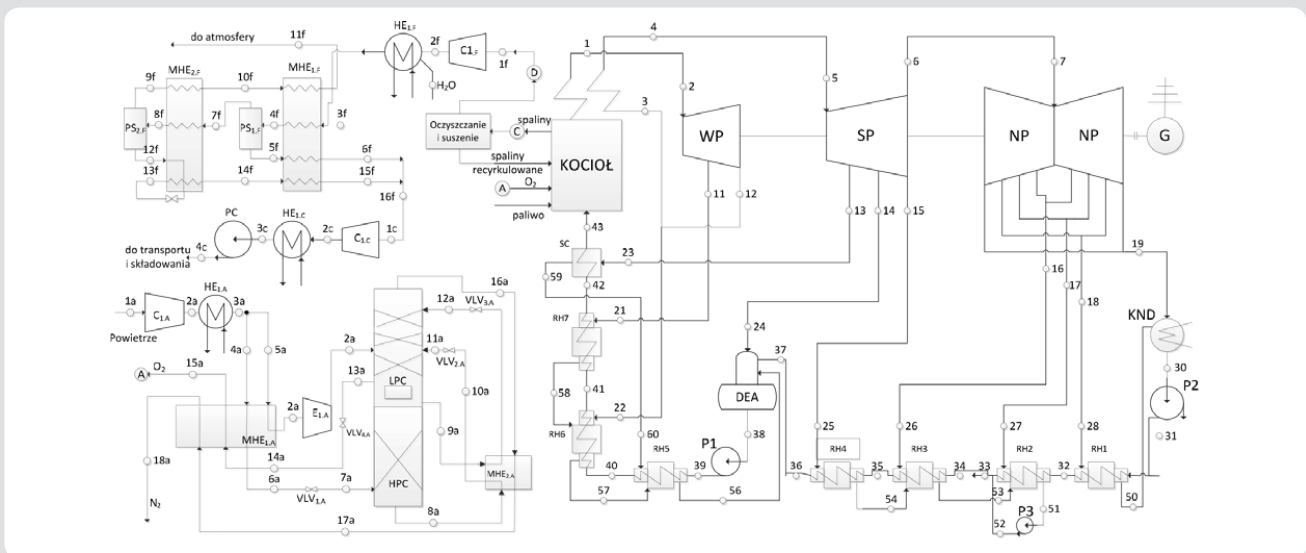 do atmosfery
11f
HE1.F
2f
C1.F
1f
D
H₂O
MHE2.F
MHE1.F
9f
10f
PS2.F
8f
7f
PS1.F
4f
3f
12f
5f
6f
13f
14f
15f
16f
Oczyszczanie
i suszenie
spaliny
C
spaliny
recyrkulowane
A
O₂
paliwo
KOCIOŁ
1
4
2
3
5
6
7
WP
SP
NP
NP
G
11
12
13
14
15
16
17
18
19
PC
HE1.C
3c
2c
C1.C
1c
4c
do transportu
i składowania
43
SC
23
59
42
RH7
21
58
41
RH6
22
60
RH5
40
57
39
P1
38
56
24
37
DEA
KND
30
P2
31
25
26
27
28
RH4
RH3
RH2
RH1
36
35
34
33
32
54
53
52
51
P3
50
HE1.A
1a
2a
3a
C1.A
Powietrze
4a
5a
A
O₂
15a
2a
E1.A
2a
13a
VLV4.A
MHE1.A
14a
6a
7a
VLV1.A
18a
N₂
17a
16a
12a
VLV3.A
11a
VLV2.A
LPC
10a
9a
HPC
MHE2.A
8a